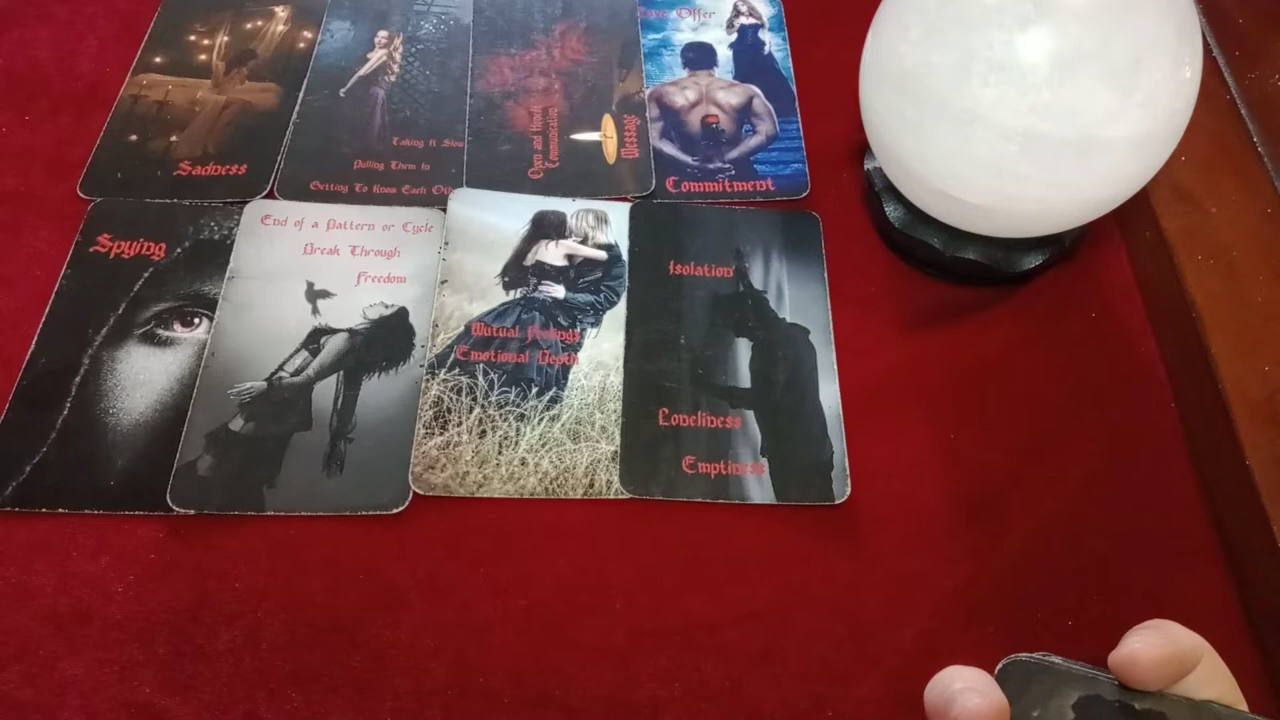 Sadness
Taking It Slow
Pulling Them In
Getting To Know Each
Open and Honest
Communication
Message
Love Offer
Commitment
Spying
End of a Pattern or Cycle
Break Through
Freedom
Mutual Feelings
Emotional Depth
Isolation
Loneliness
Emptiness